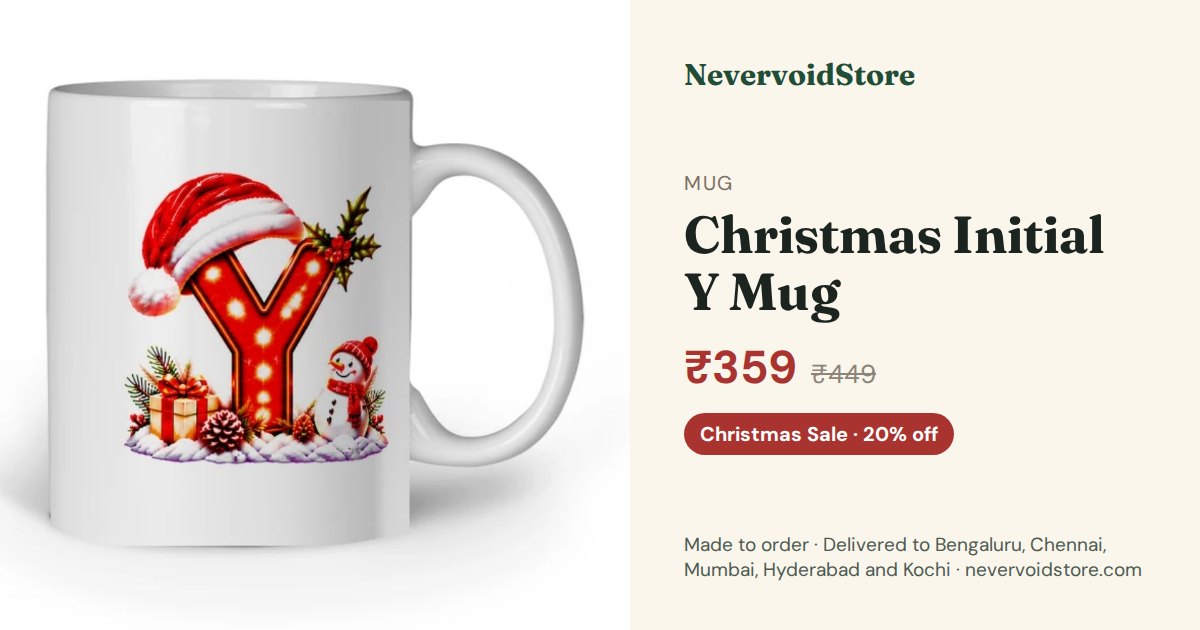 Y
NevervoidStore
MUG
Christmas Initial
Y Mug
₹359 ₹449
Christmas Sale · 20% off
Made to order · Delivered to Bengaluru, Chennai,
Mumbai, Hyderabad and Kochi · nevervoidstore.com